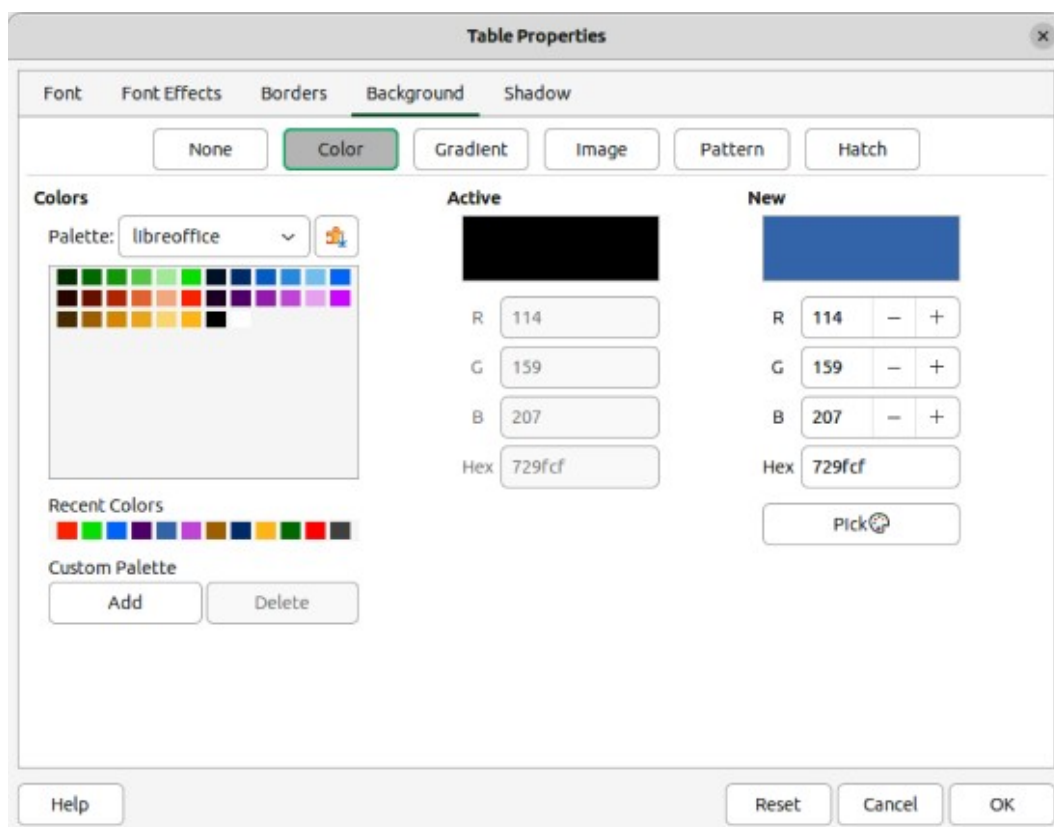 Table Properties
Font Font Effects Borders Background Shadow
None Color Gradient Image Pattern Hatch
Colors Active New
Palette: libreoffice
R 114 R 114 − +
G 159 G 159 − +
B 207 B 207 − +
Hex 729fcf Hex 729fcf
Recent Colors
Pick
Custom Palette
Add Delete
Help Reset Cancel OK